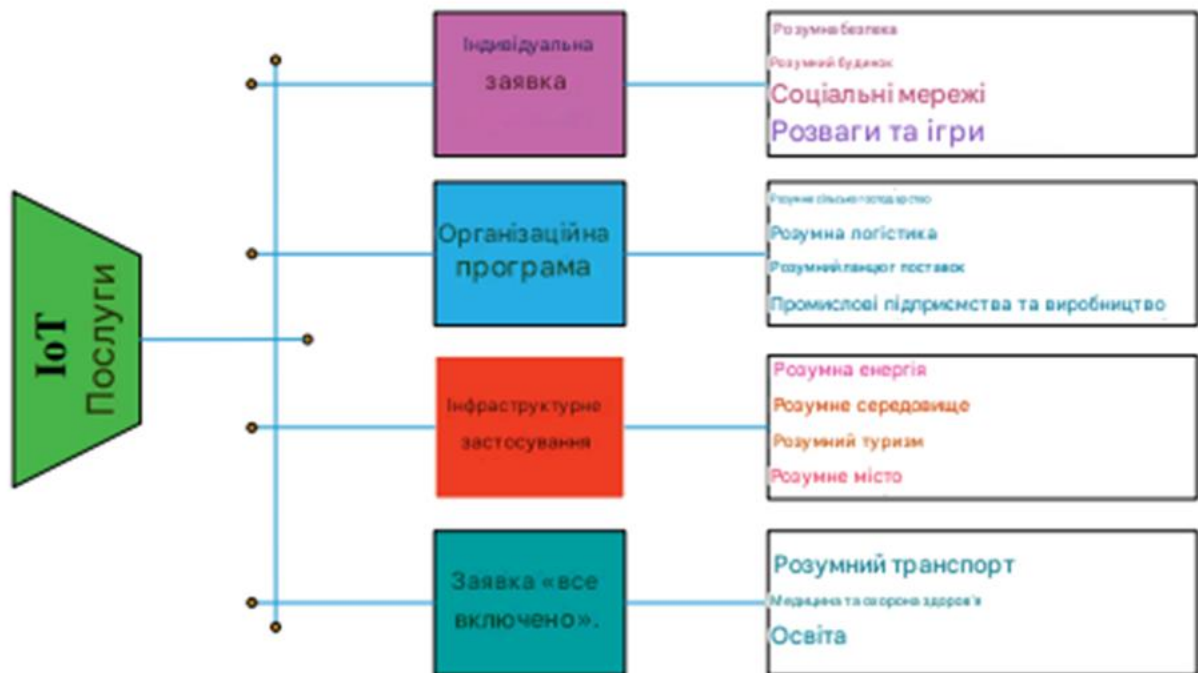 IoT
Послуги
Індивідуальна
заявка
Розумна безпека
Розумний будинок
Соціальні мережі
Розваги та ігри
Організаційна
програма
Розумне сільське господарство
Розумна логістика
Розумний ланцюг поставок
Промислові підприємства та виробництво
Інфраструктурне
застосування
Розумна енергія
Розумне середовище
Розумний туризм
Розумне місто
Заявка «все
включено».
Розумний транспорт
Медицина та охорона здоров'я
Освіта